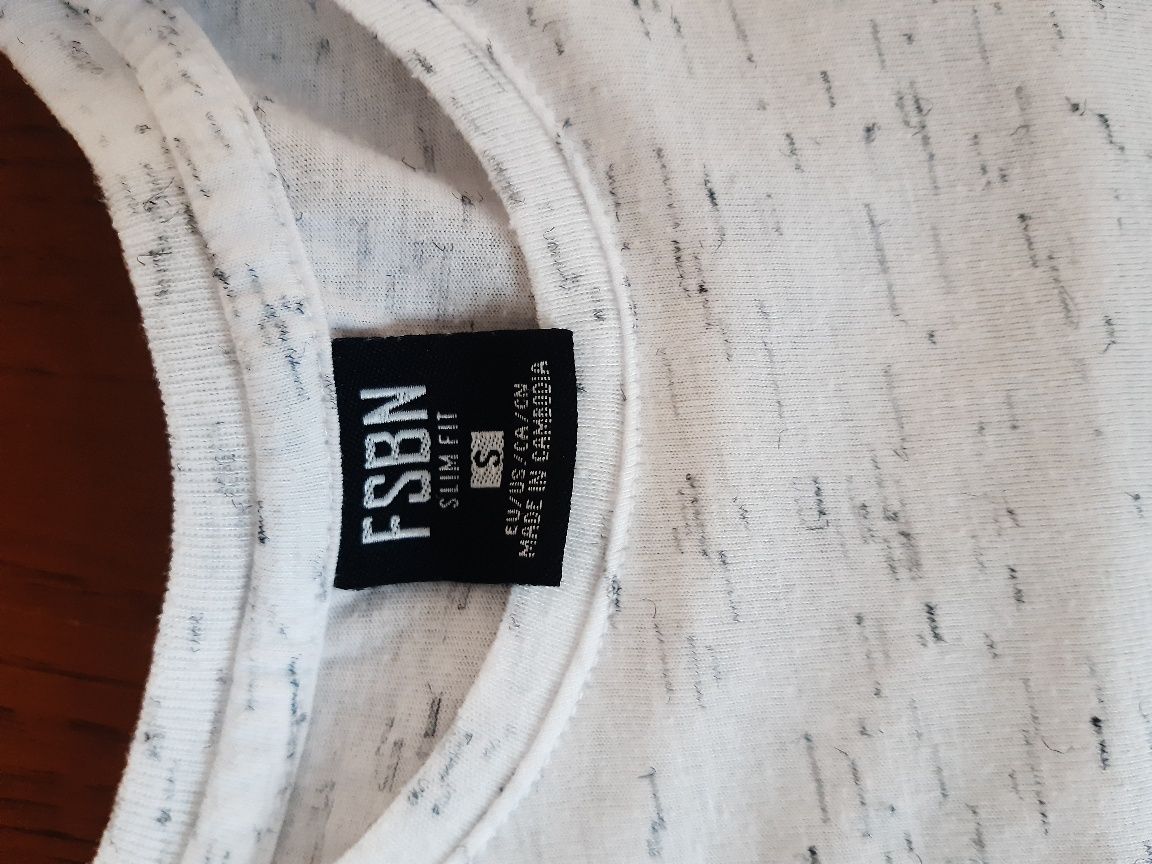 FSBN
SLIM FIT
S
EU/US/CA/CN
MADE IN CAMBODIA